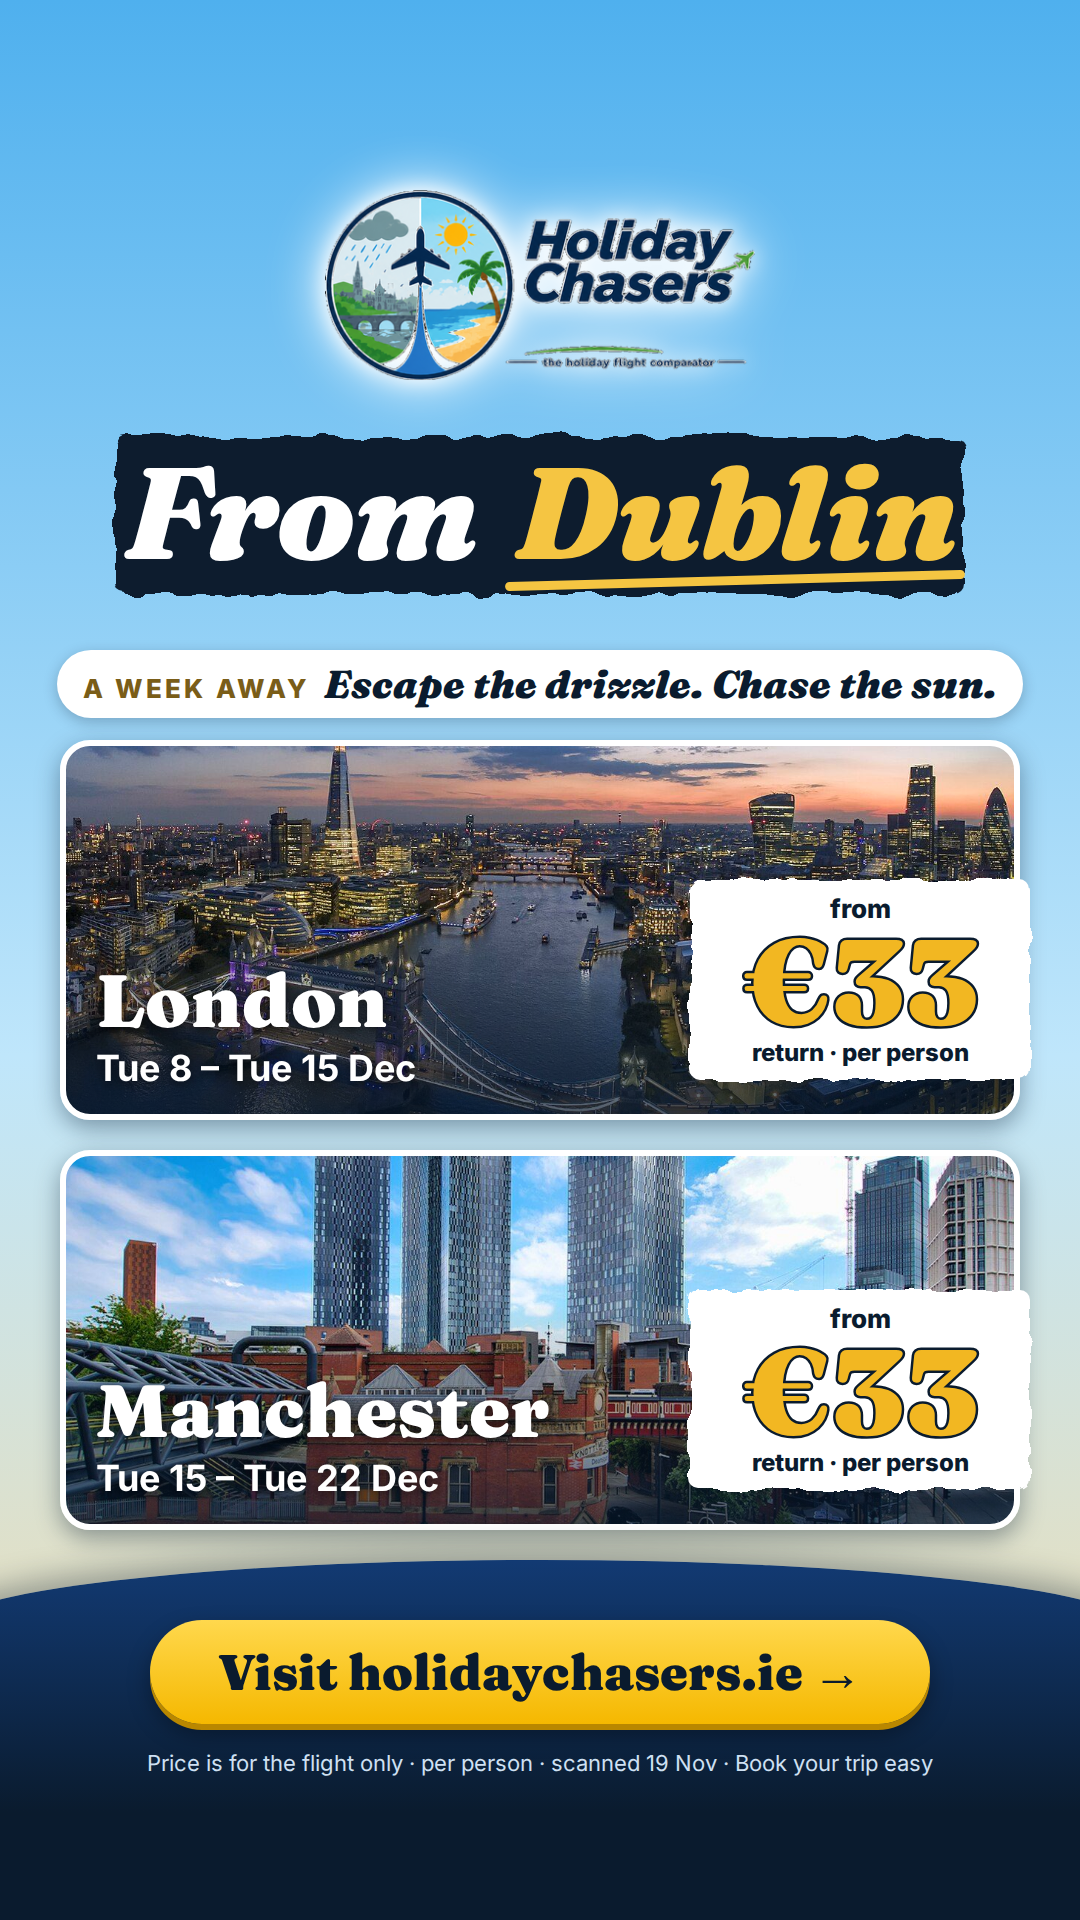 Holiday
Chasers
the holiday flight comparator
From Dublin
A WEEK AWAY Escape the drizzle. Chase the sun.
London
Tue 8 – Tue 15 Dec
from
€33
return · per person
Manchester
Tue 15 – Tue 22 Dec
from
€33
return · per person
Visit holidaychasers.ie →
Price is for the flight only · per person · scanned 19 Nov · Book your trip easy